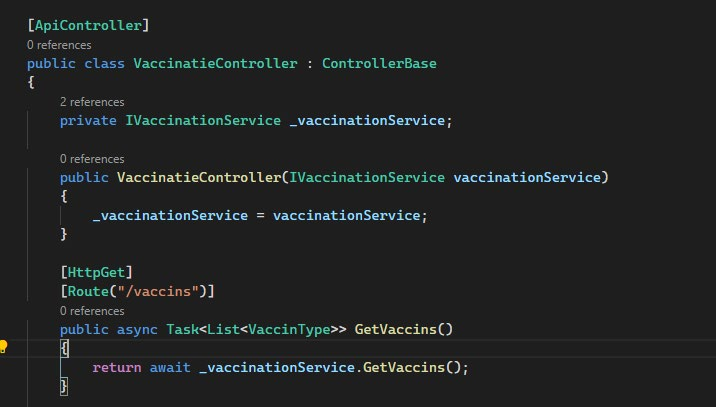 [ApiController]
0 references
public class VaccinatieController : ControllerBase
{
2 references
private IVaccinationService _vaccinationService;
0 references
public VaccinatieController(IVaccinationService vaccinationService)
{
_vaccinationService = vaccinationService;
}
[HttpGet]
[Route("/vaccins")]
0 references
public async Task<List<VaccinType>> GetVaccins()
{
return await _vaccinationService.GetVaccins();
}